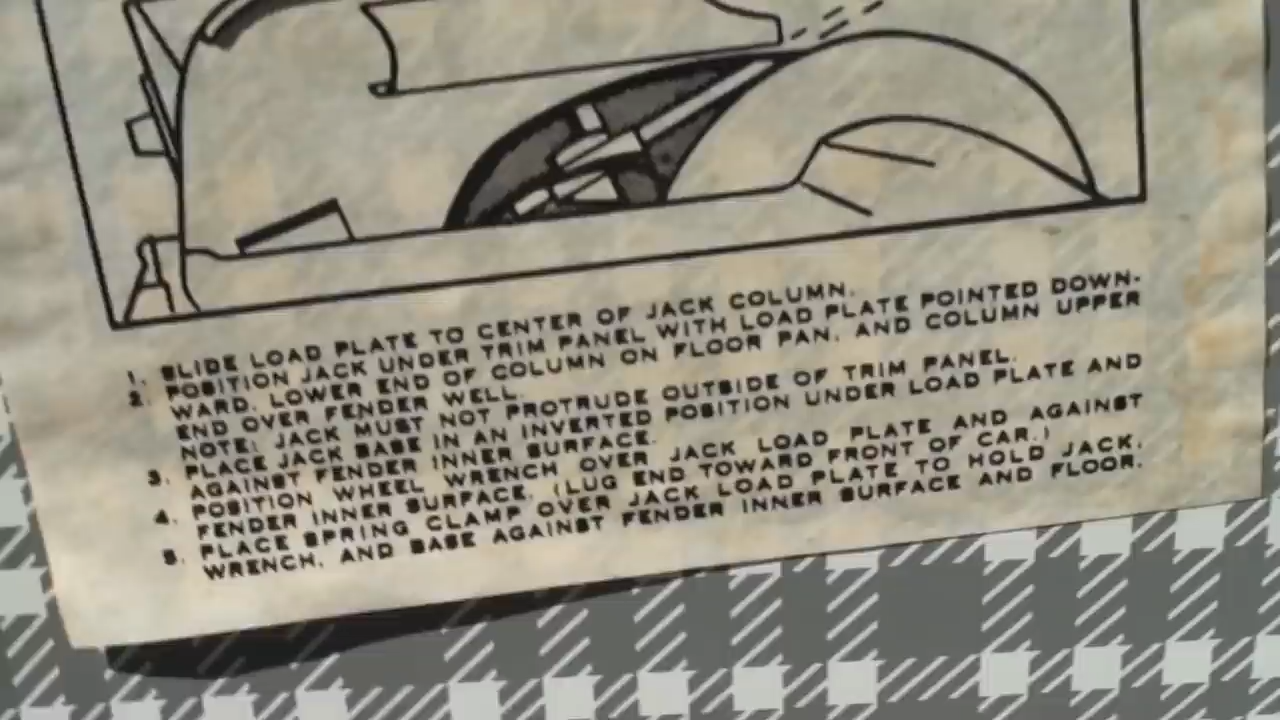 1. SLIDE LOAD PLATE TO CENTER OF JACK COLUMN.
2. POSITION JACK UNDER TRIM PANEL WITH LOAD PLATE POINTED DOWN-
WARD, LOWER END OF COLUMN ON FLOOR PAN, AND COLUMN UPPER
END OVER FENDER WELL.
NOTE: JACK MUST NOT PROTRUDE OUTSIDE OF TRIM PANEL.
3. PLACE JACK BASE IN AN INVERTED POSITION UNDER LOAD PLATE AND
AGAINST FENDER INNER SURFACE.
4. POSITION WHEEL WRENCH OVER JACK LOAD PLATE AND AGAINST
FENDER INNER SURFACE. (LUG END TOWARD FRONT OF CAR.)
5. PLACE SPRING CLAMP OVER JACK LOAD PLATE TO HOLD JACK,
WRENCH, AND BASE AGAINST FENDER INNER SURFACE AND FLOOR.